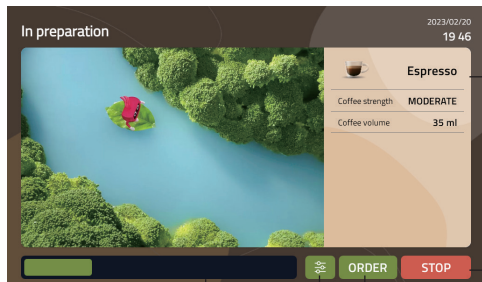 In preparation
2023/02/20
19 46
Espresso
Coffee strength MODERATE
Coffee volume 35 ml
ORDER
STOP